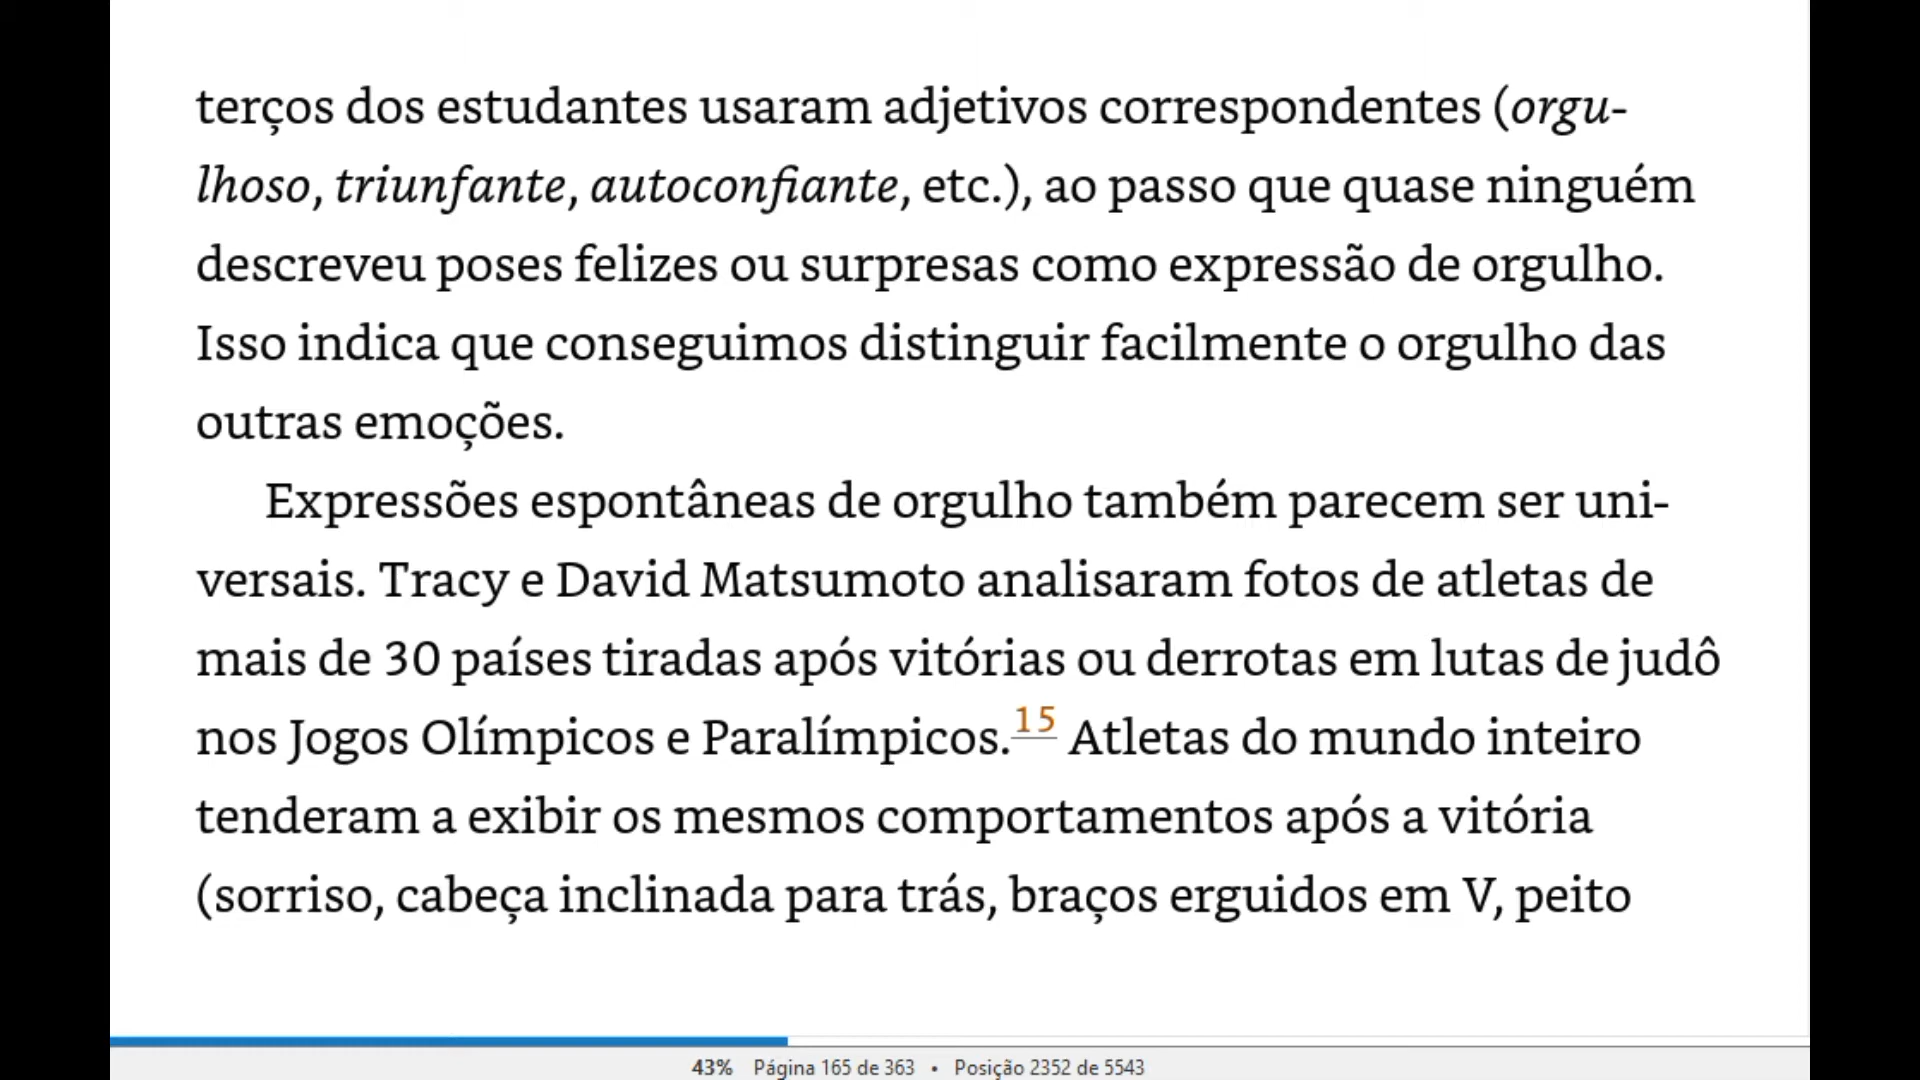 terços dos estudantes usaram adjetivos correspondentes (orgu-
lhoso, triunfante, autoconfiante, etc.), ao passo que quase ninguém
descreveu poses felizes ou surpresas como expressão de orgulho.
Isso indica que conseguimos distinguir facilmente o orgulho das
outras emoções.
Expressões espontâneas de orgulho também parecem ser uni-
versais. Tracy e David Matsumoto analisaram fotos de atletas de
mais de 30 países tiradas após vitórias ou derrotas em lutas de judô
nos Jogos Olímpicos e Paralímpicos.15 Atletas do mundo inteiro
tenderam a exibir os mesmos comportamentos após a vitória
(sorriso, cabeça inclinada para trás, braços erguidos em V, peito
43% Página 165 de 363 • Posição 2352 de 5543